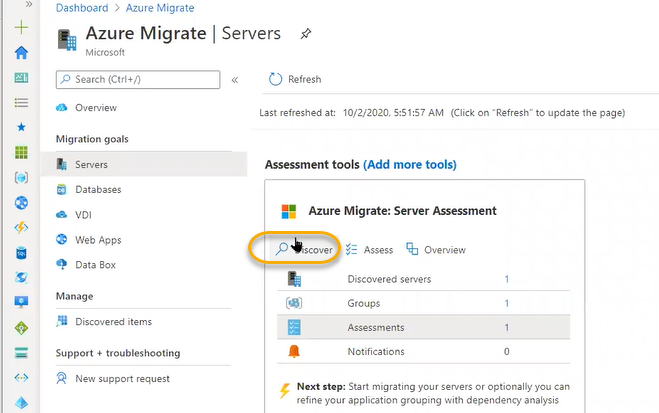 »
Dashboard > Azure Migrate
Azure Migrate | Servers
Microsoft
Search (Ctrl+/)
«
Overview
Migration goals
Servers
Databases
VDI
Web Apps
Data Box
Manage
Discovered items
Support + troubleshooting
New support request
Refresh
Last refreshed at: 10/2/2020, 5:51:57 AM (Click on "Refresh" to update the page)
Assessment tools (Add more tools)
Azure Migrate: Server Assessment
Discover Assess Overview
Discovered servers 1
Groups 1
Assessments 1
Notifications 0
Next step: Start migrating your servers or optionally you can
refine your application grouping with dependency analysis